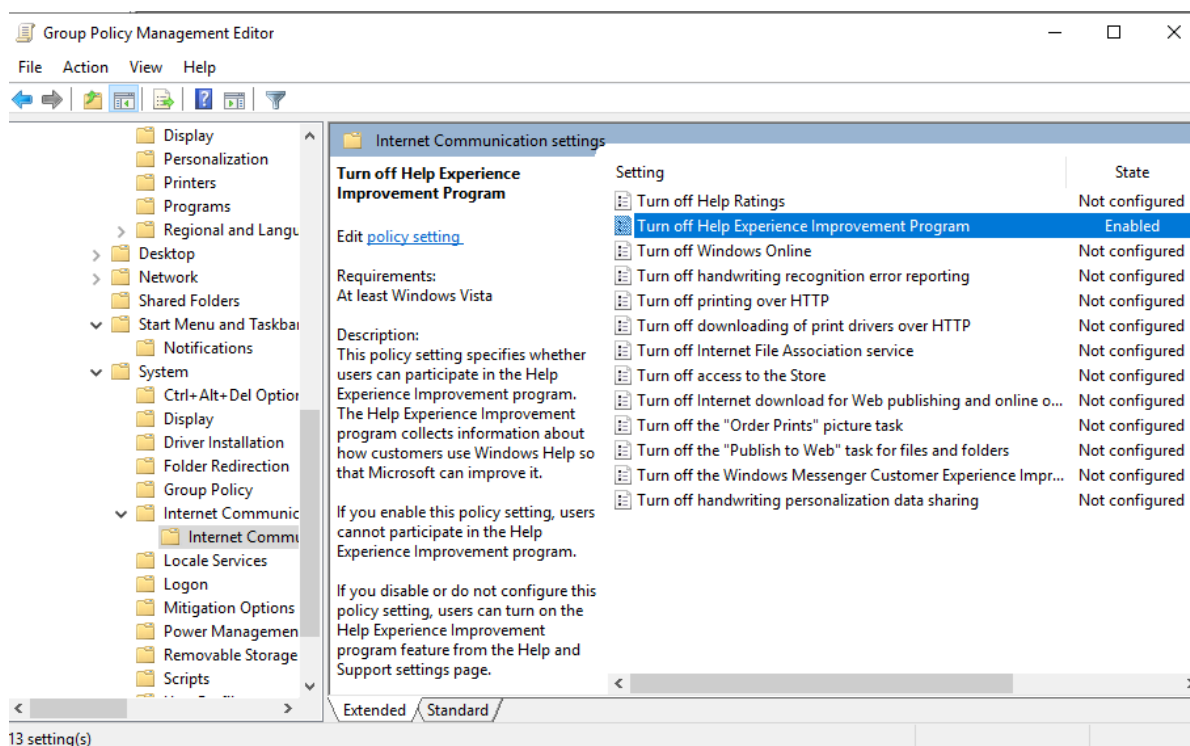 Group Policy Management Editor
File Action View Help
Display
Personalization
Printers
Programs
Regional and Langu
Desktop
Network
Shared Folders
Start Menu and Taskbar
Notifications
System
Ctrl+Alt+Del Option
Display
Driver Installation
Folder Redirection
Group Policy
Internet Communic
Internet Commu
Locale Services
Logon
Mitigation Options
Power Managemen
Removable Storage
Scripts
Internet Communication settings
Turn off Help Experience
Improvement Program
Edit policy setting
Requirements:
At least Windows Vista
Description:
This policy setting specifies whether
users can participate in the Help
Experience Improvement program.
The Help Experience Improvement
program collects information about
how customers use Windows Help so
that Microsoft can improve it.
If you enable this policy setting, users
cannot participate in the Help
Experience Improvement program.
If you disable or do not configure this
policy setting, users can turn on the
Help Experience Improvement
program feature from the Help and
Support settings page.
Setting State
Turn off Help Ratings Not configured
Turn off Help Experience Improvement Program Enabled
Turn off Windows Online Not configured
Turn off handwriting recognition error reporting Not configured
Turn off printing over HTTP Not configured
Turn off downloading of print drivers over HTTP Not configured
Turn off Internet File Association service Not configured
Turn off access to the Store Not configured
Turn off Internet download for Web publishing and online o... Not configured
Turn off the "Order Prints" picture task Not configured
Turn off the "Publish to Web" task for files and folders Not configured
Turn off the Windows Messenger Customer Experience Impr... Not configured
Turn off handwriting personalization data sharing Not configured
Extended Standard
13 setting(s)